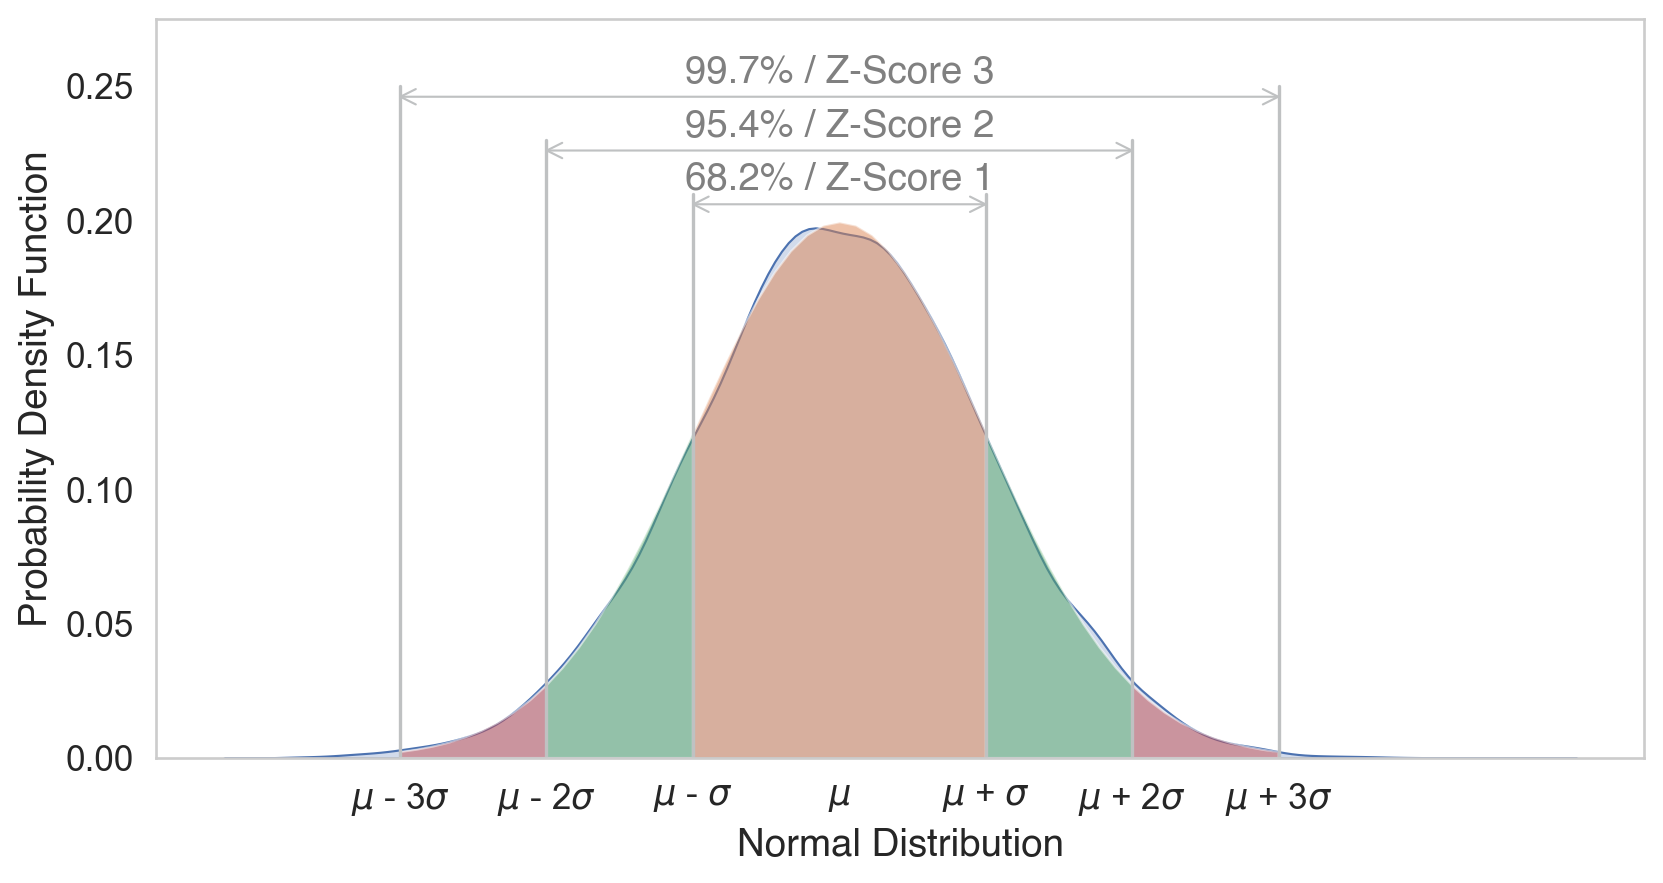 99.7% / Z-Score 3
95.4% / Z-Score 2
68.2% / Z-Score 1
Probability Density Function
0.25
0.20
0.15
0.10
0.05
0.00
μ - 3σ
μ - 2σ
μ - σ
μ
μ + σ
μ + 2σ
μ + 3σ
Normal Distribution